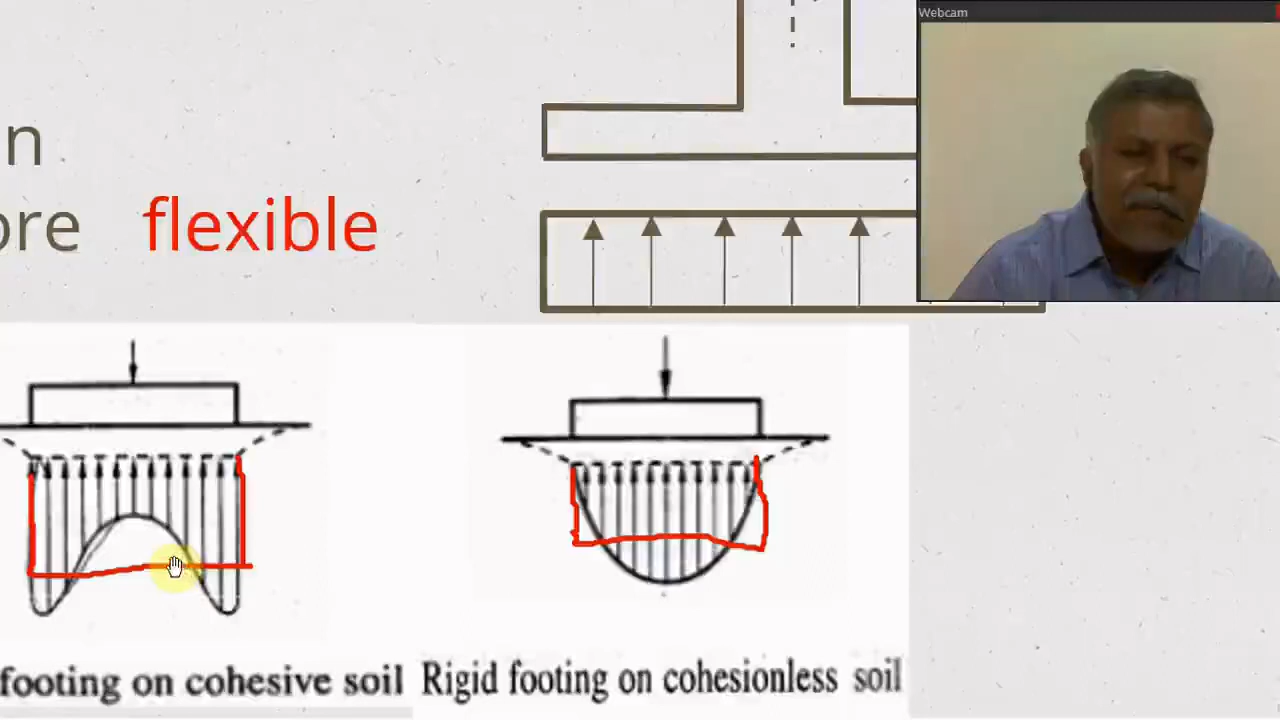 Webcam
n
ore flexible
footing on cohesive soil
Rigid footing on cohesionless soil